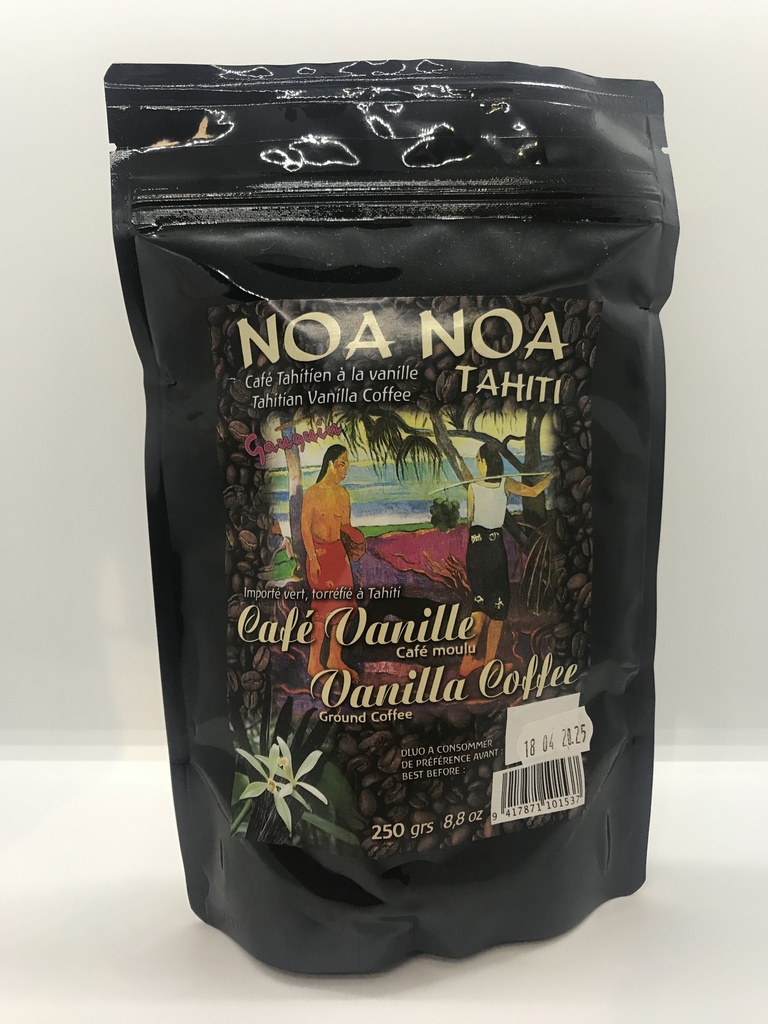 NOA NOA
TAHITI
Café Tahitien à la vanille
Tahitian Vanilla Coffee
Gauguin
Importé vert, torréfié à Tahiti
Café Vanille
Café moulu
Vanilla Coffee
Ground Coffee
DLUO A CONSOMMER
DE PRÉFÉRENCE AVANT :
BEST BEFORE :
18 04 2025
250 grs 8,8 oz
9 417871 101537